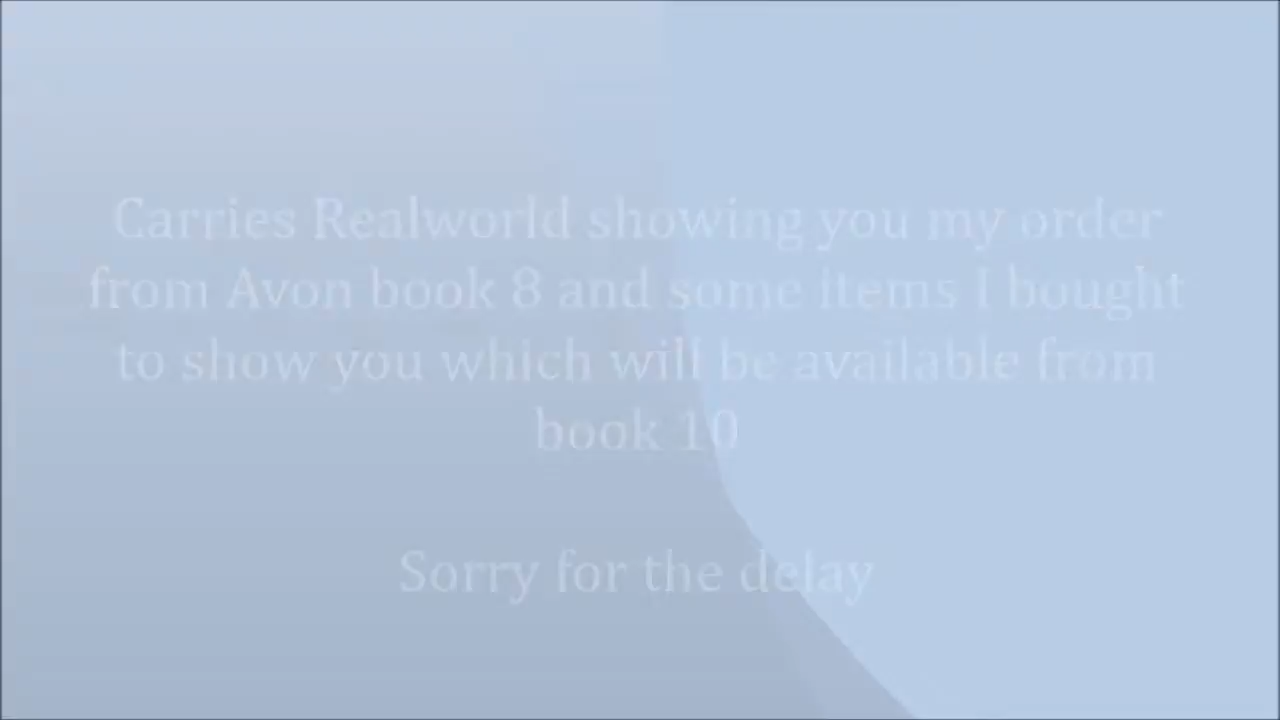 Carries Realworld showing you my order
from Avon book 8 and some items I bought
to show you which will be available from
book 10
Sorry for the delay